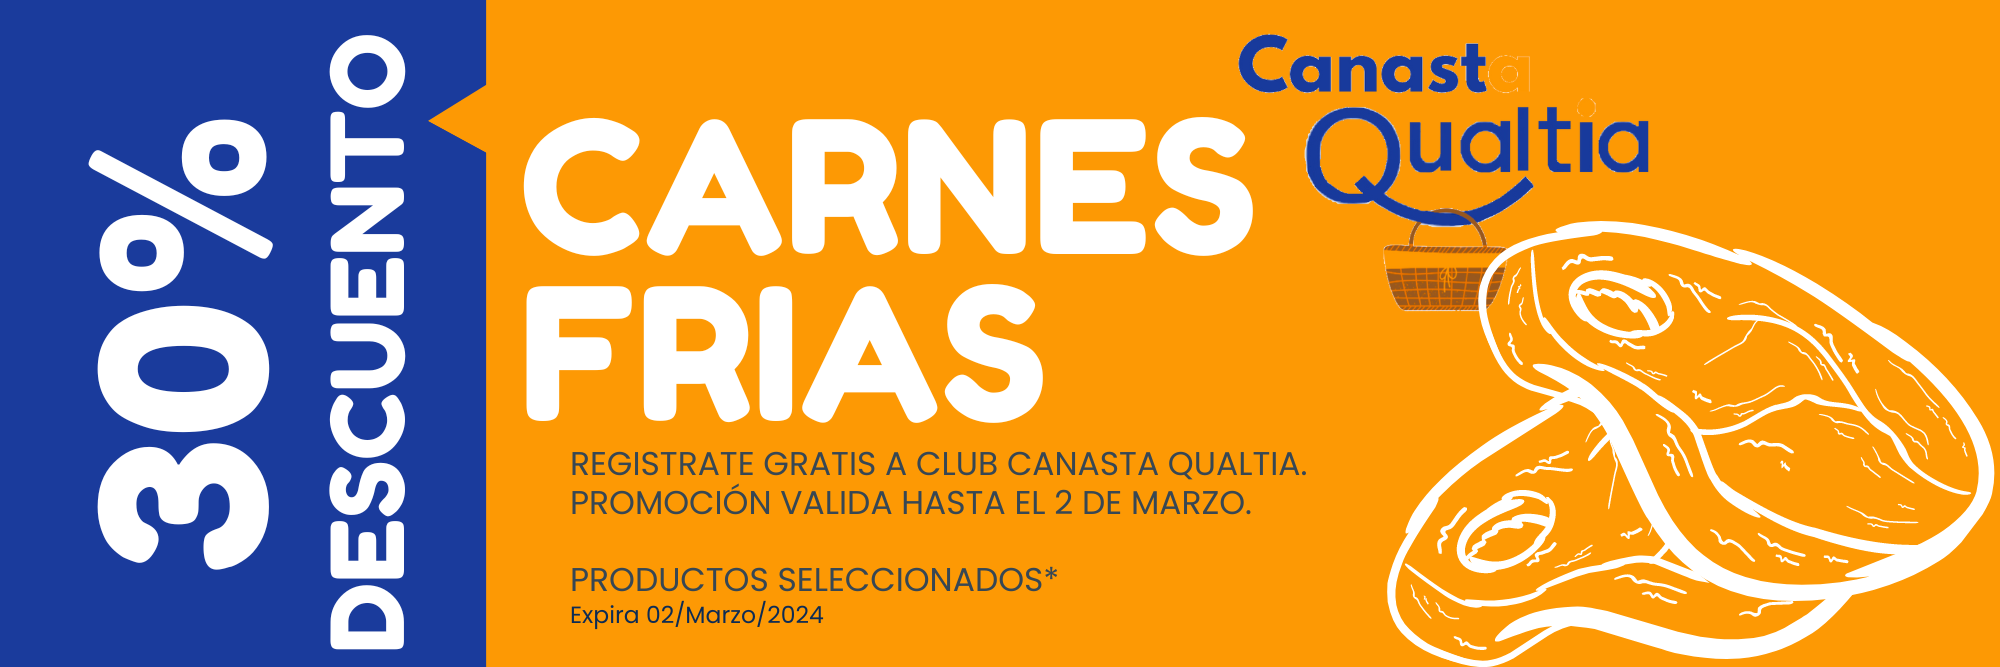 30%
DESCUENTO
Canasta
Qualtia
CARNES
FRIAS
REGISTRATE GRATIS A CLUB CANASTA QUALTIA.
PROMOCIÓN VALIDA HASTA EL 2 DE MARZO.
PRODUCTOS SELECCIONADOS*
Expira 02/Marzo/2024